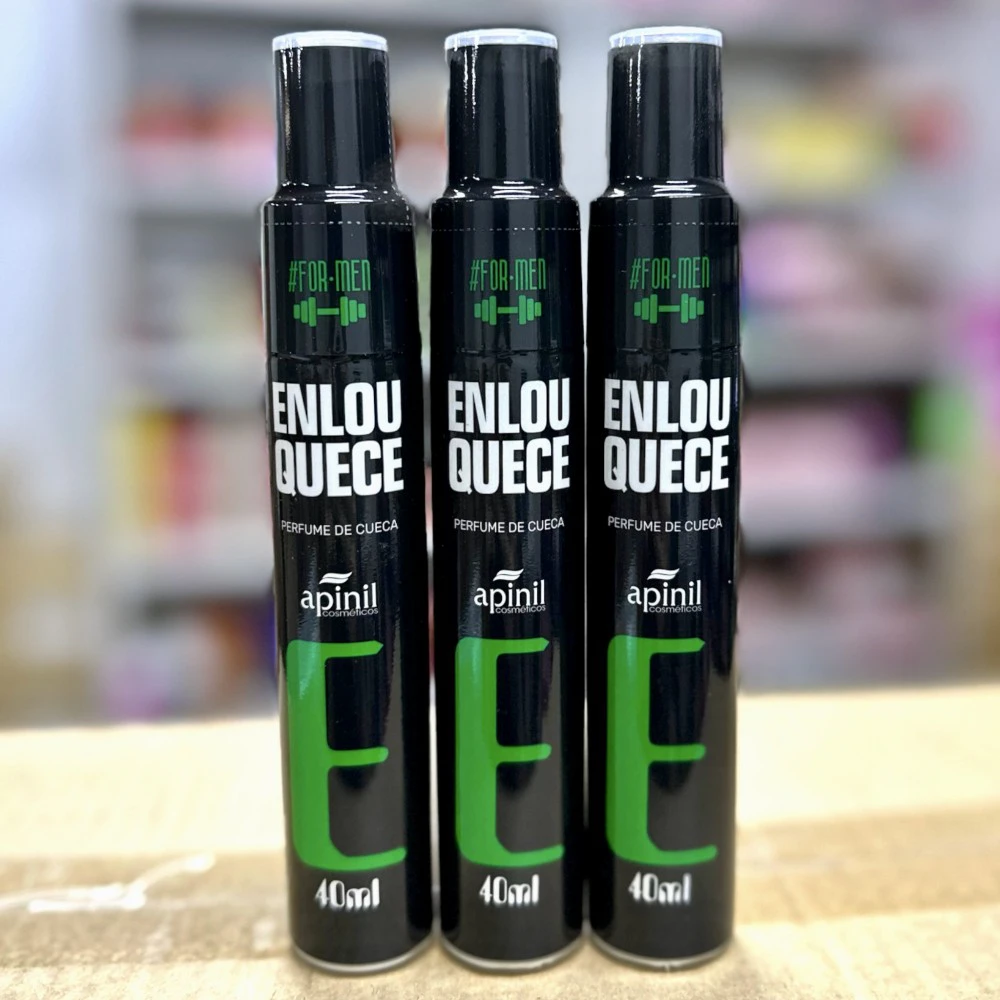 #FOR•MEN
ENLOU
QUECE
PERFUME DE CUECA
apinil
cosméticos
E
40ml
#FOR•MEN
ENLOU
QUECE
PERFUME DE CUECA
apinil
cosméticos
E
40ml
#FOR•MEN
ENLOU
QUECE
PERFUME DE CUECA
apinil
cosméticos
E
40ml